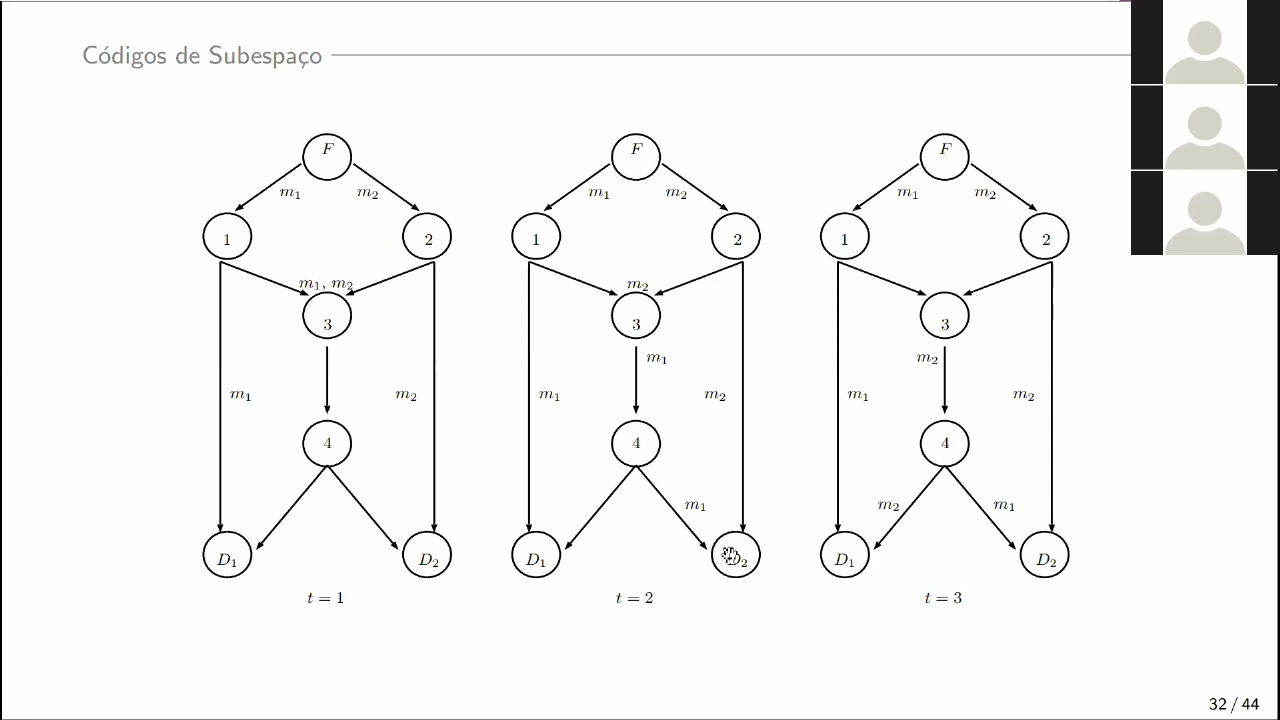 Códigos de Subespaço
F F F
m1 m2 m1 m2 m1 m2
1 2 1 2 1 2
m1, m2 m2
3 3 3
m1 m2
m1 m2 m1 m2 m1 m2
4 4 4
m1 m2 m1
D1 D2 D1 D2 D1 D2
t = 1 t = 2 t = 3
32 / 44